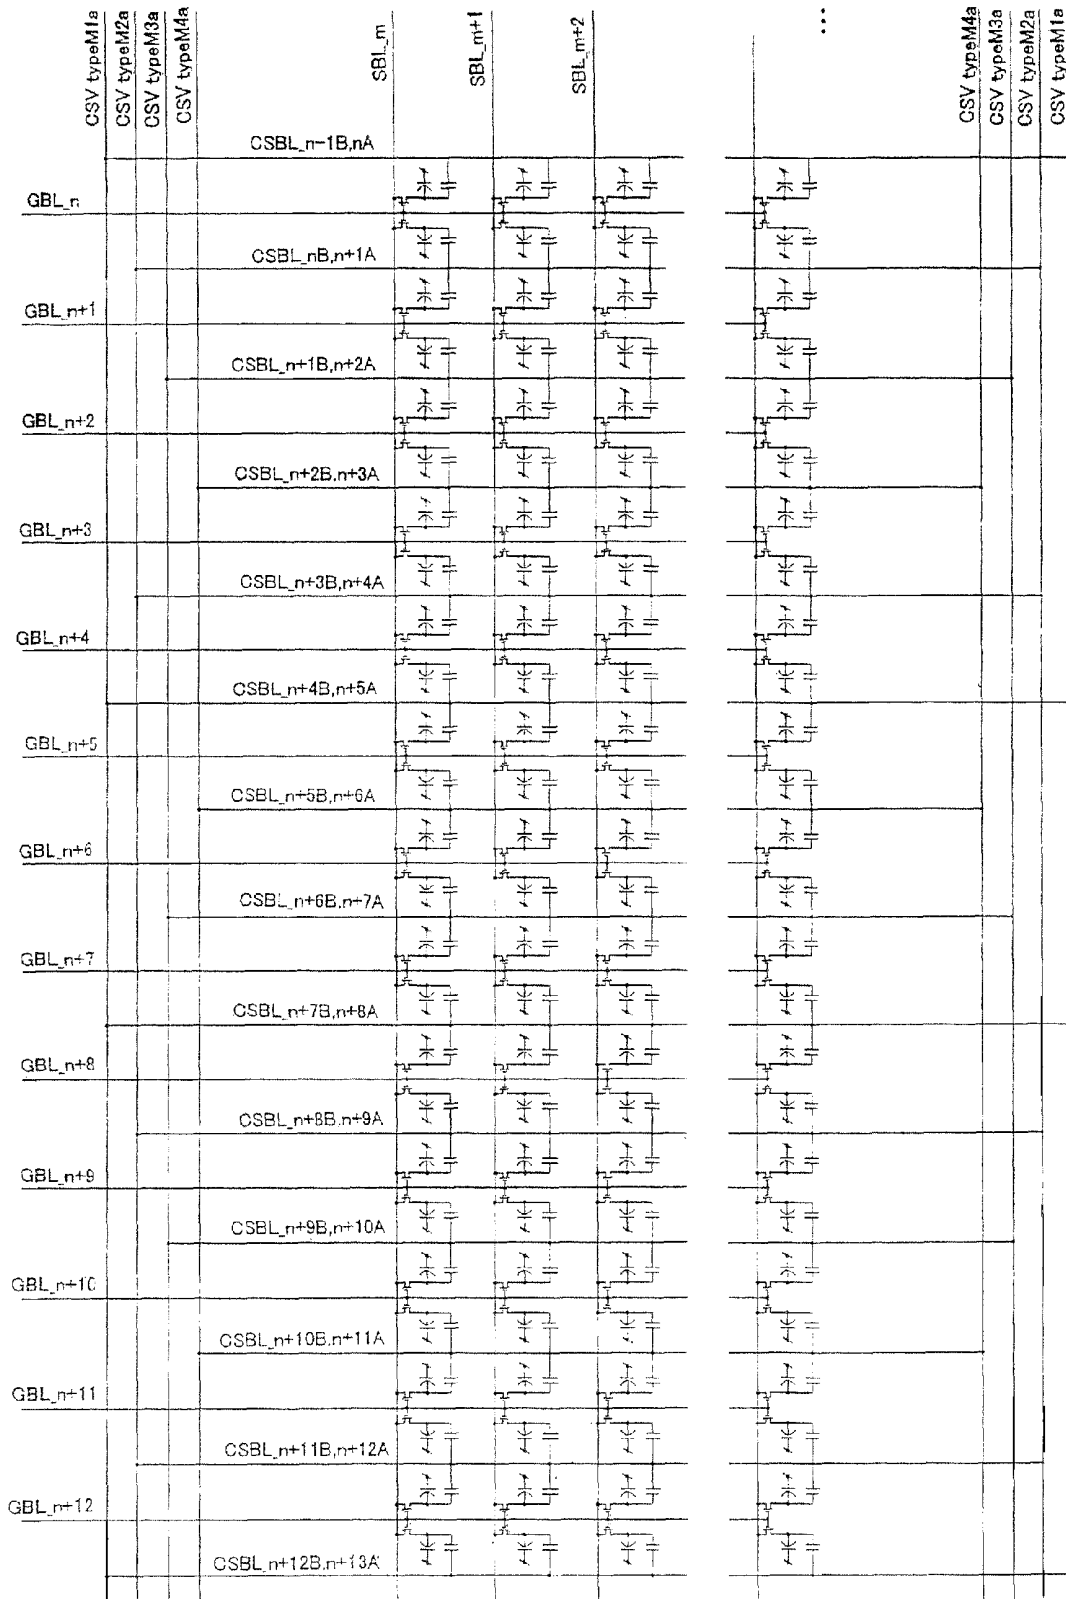 CSV typeM1a
CSV typeM2a
CSV typeM3a
CSV typeM4a
SBL_m
SBL_m+1
SBL_m+2
...
CSV typeM4a
CSV typeM3a
CSV typeM2a
CSV typeM1a
CSBL_n-1B,nA
GBL_n
CSBL_nB,n+1A
GBL_n+1
CSBL_n+1B,n+2A
GBL_n+2
CSBL_n+2B,n+3A
GBL_n+3
CSBL_n+3B,n+4A
GBL_n+4
CSBL_n+4B,n+5A
GBL_n+5
CSBL_n+5B,n+6A
GBL_n+6
CSBL_n+6B,n+7A
GBL_n+7
CSBL_n+7B,n+8A
GBL_n+8
CSBL_n+8B,n+9A
GBL_n+9
CSBL_n+9B,n+10A
GBL_n+10
CSBL_n+10B,n+11A
GBL_n+11
CSBL_n+11B,n+12A
GBL_n+12
CSBL_n+12B,n+13A